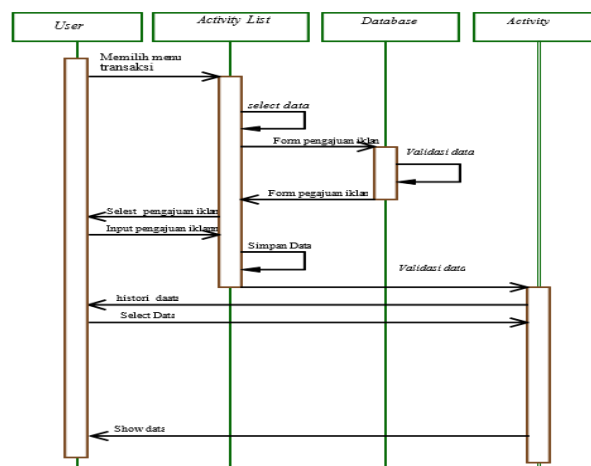 User
Activity List
Database
Activity
Memilih menu
transaksi
select data
Form pengajuan iklan
Validasi data
Form pegajuan iklan
Selest pengajuan iklan
Input pengajuan iklann
Simpan Data
Validasi data
histori daata
Select Data
Show data